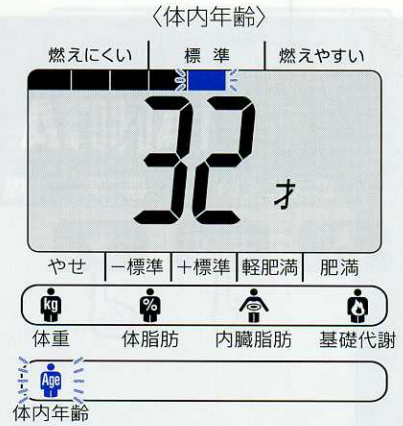 〈体内年齢〉
燃えにくい 標準 燃えやすい
32才
やせ －標準 ＋標準 軽肥満 肥満
kg % 
体重 体脂肪 内臓脂肪 基礎代謝
Age
体内年齢